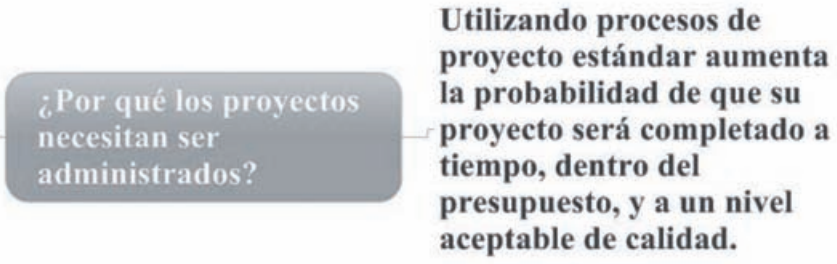 ¿Por qué los proyectos
necesitan ser
administrados?
Utilizando procesos de
proyecto estándar aumenta
la probabilidad de que su
proyecto será completado a
tiempo, dentro del
presupuesto, y a un nivel
aceptable de calidad.